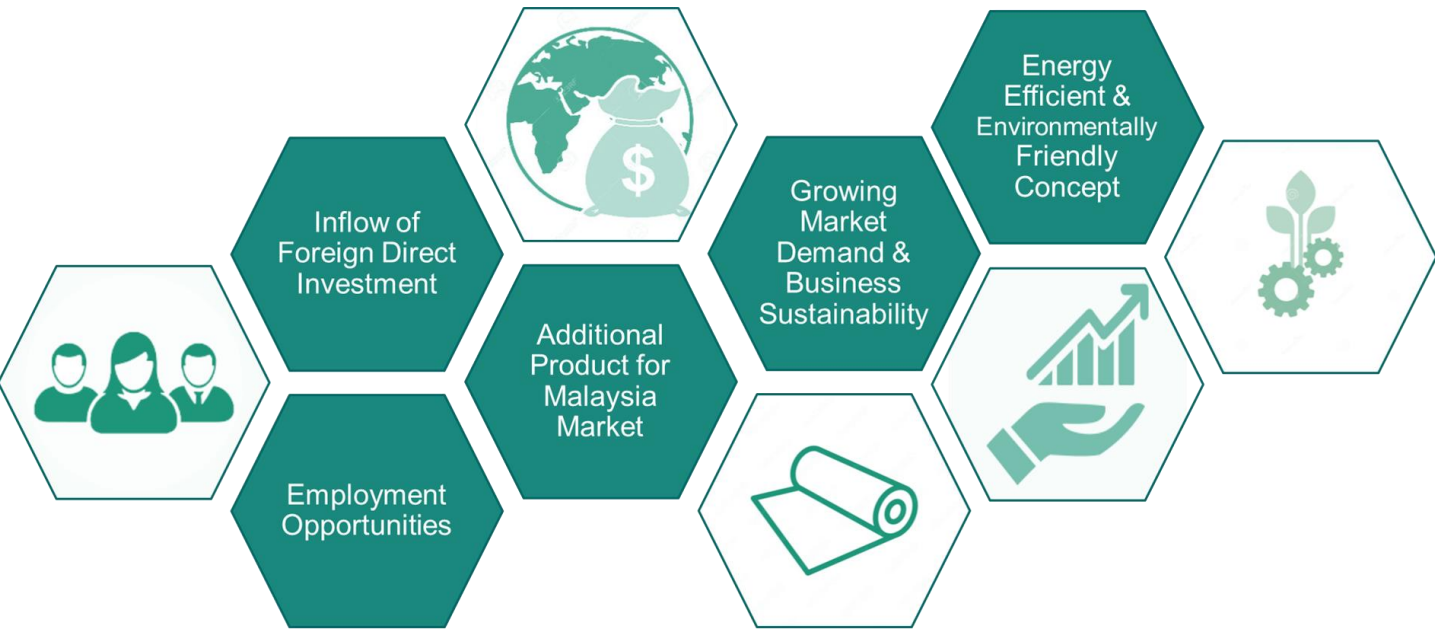 Energy
Efficient &
Environmentally
Friendly
Concept
Growing
Market
Demand &
Business
Sustainability
Inflow of
Foreign Direct
Investment
$
Additional
Product for
Malaysia
Market
Employment
Opportunities